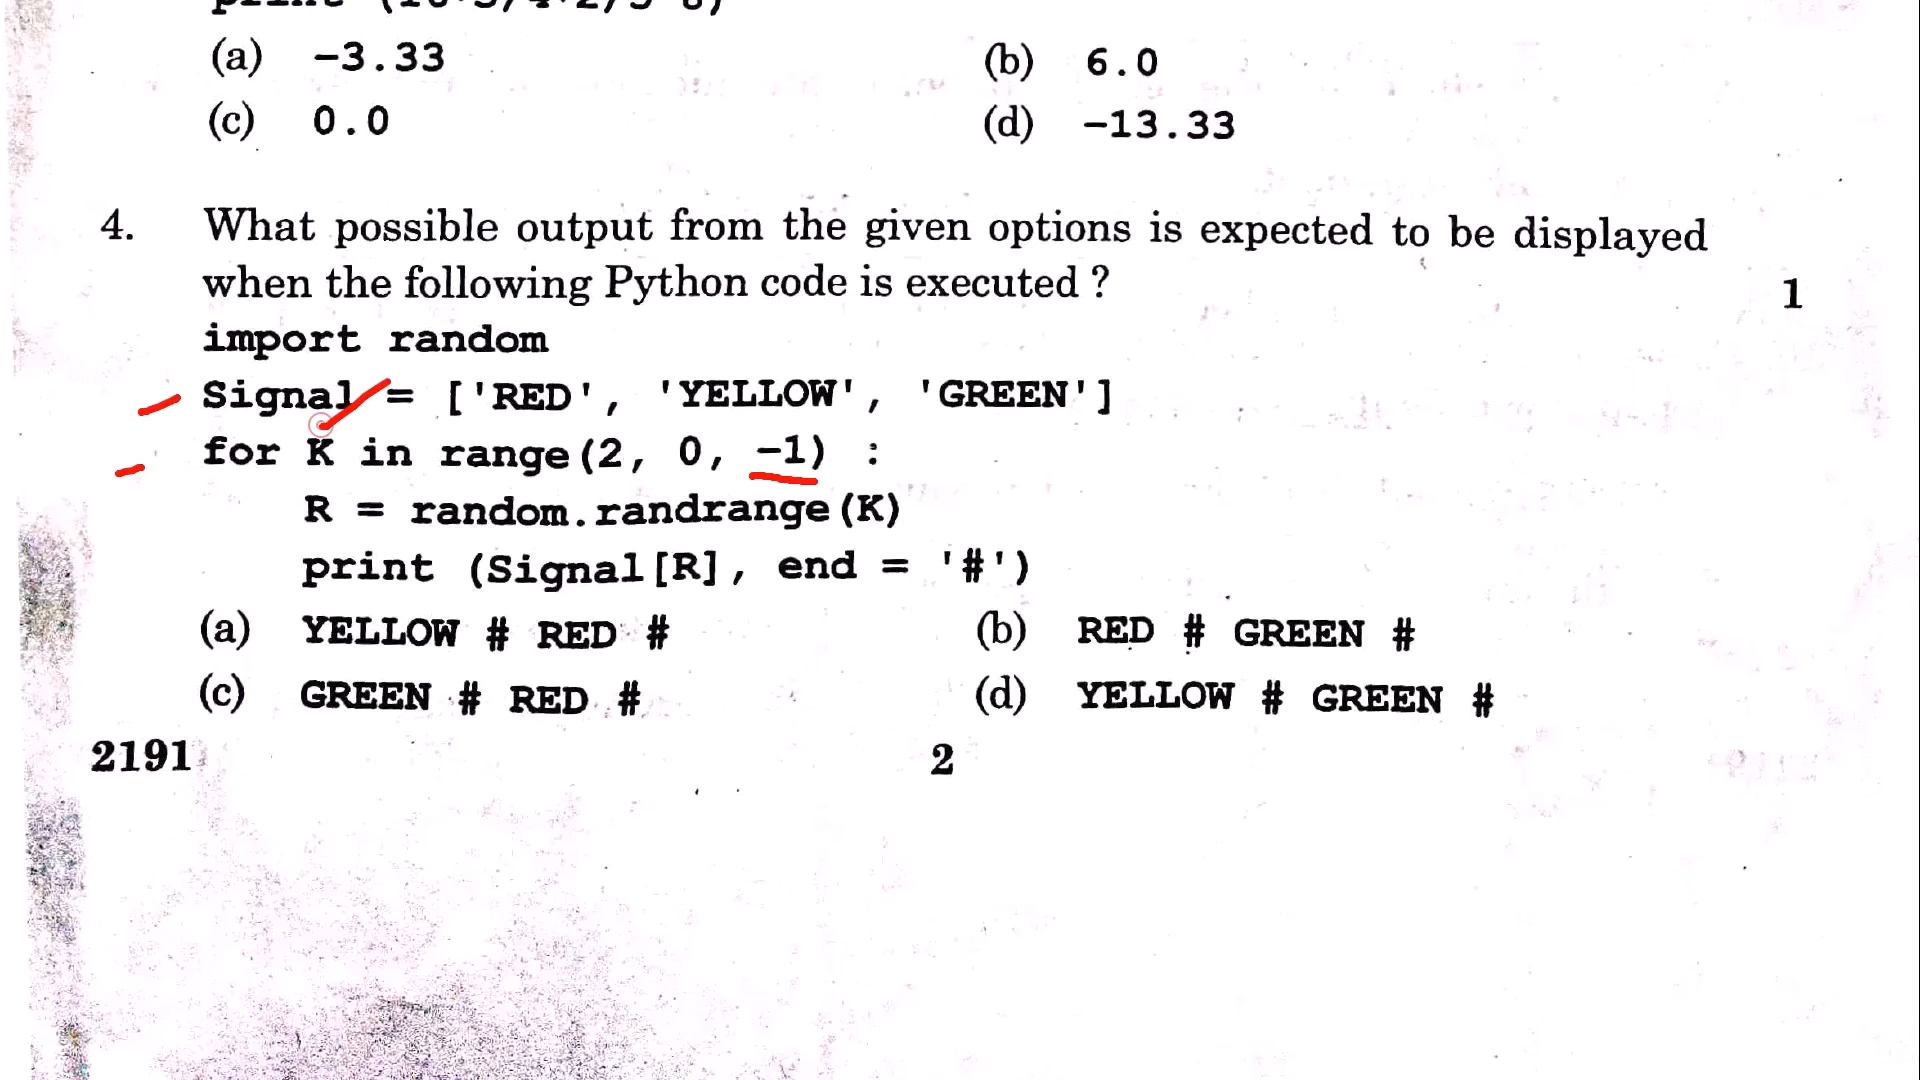 (a) -3.33 (b) 6.0
(c) 0.0 (d) -13.33
4. What possible output from the given options is expected to be displayed
when the following Python code is executed ? 1
import random
Signal = ['RED', 'YELLOW', 'GREEN']
for K in range(2, 0, -1) :
R = random.randrange(K)
print (Signal[R], end = '#')
(a) YELLOW # RED # (b) RED # GREEN #
(c) GREEN # RED # (d) YELLOW # GREEN #
2191 2